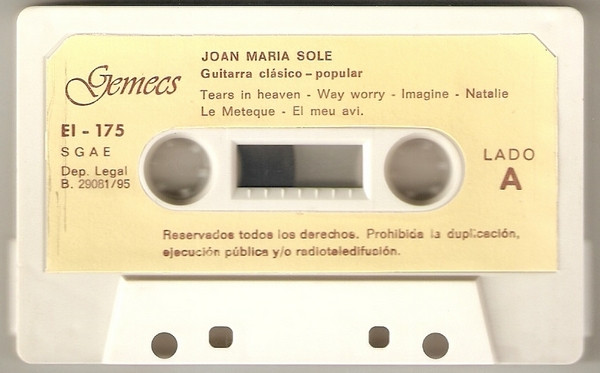 Gemecs
JOAN MARIA SOLE
Guitarra clásico - popular
Tears in heaven - Way worry - Imagine - Natalie
Le Meteque - El meu avi.
EI - 175
SGAE
Dep. Legal
B. 29081/95
LADO
A
Reservados todos los derechos. Prohibida la duplicación,
ejecución pública y/o radioteledifusión.